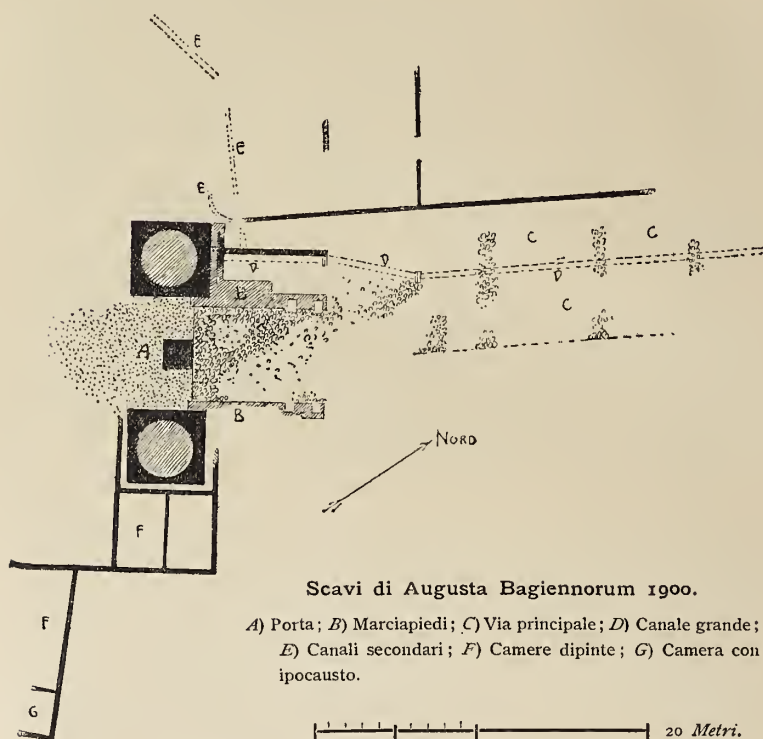 E
E
E
C
C
D
D
D
B
C
A
B
NORD
F
F
G
Scavi di Augusta Bagiennorum 1900.
A) Porta; B) Marciapiedi; C) Via principale; D) Canale grande;
E) Canali secondari; F) Camere dipinte; G) Camera con
ipocausto.
20 Metri.